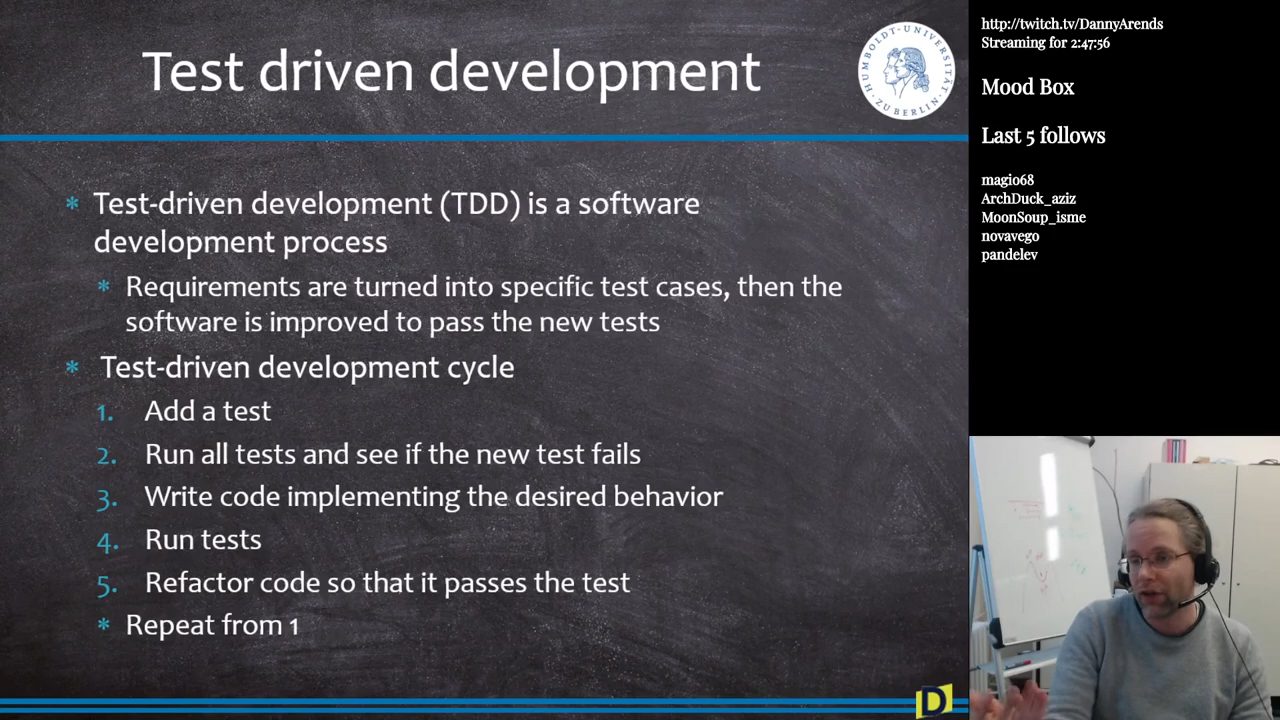 Test driven development
HUMBOLDT-UNIVERSITÄT ZU BERLIN
* Test-driven development (TDD) is a software
development process
* Requirements are turned into specific test cases, then the
software is improved to pass the new tests
* Test-driven development cycle
1. Add a test
2. Run all tests and see if the new test fails
3. Write code implementing the desired behavior
4. Run tests
5. Refactor code so that it passes the test
* Repeat from 1
D
http://twitch.tv/DannyArends
Streaming for 2:47:56
Mood Box
Last 5 follows
magio68
ArchDuck_aziz
MoonSoup_isme
novavego
pandelev